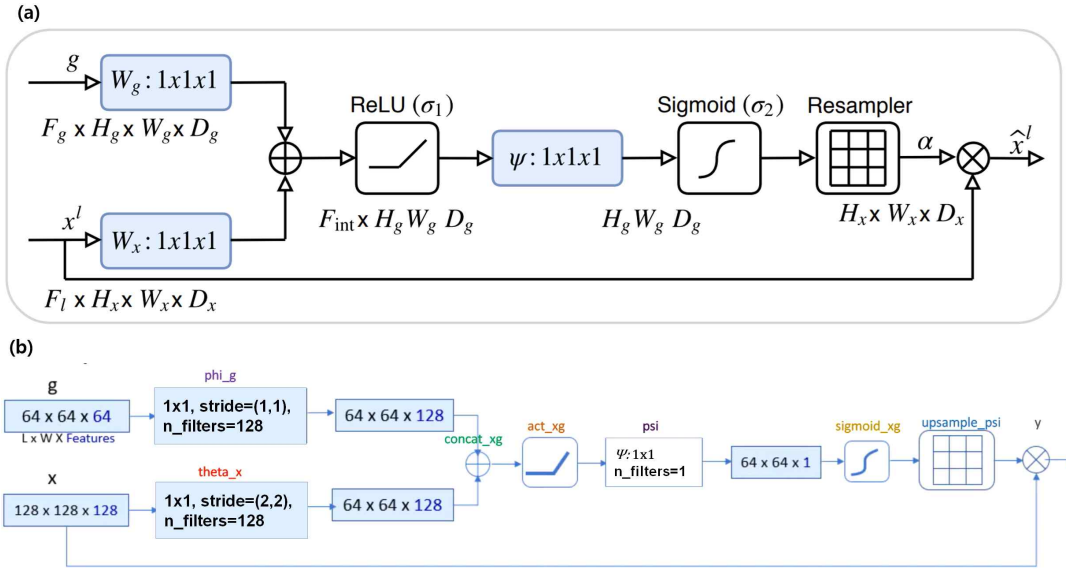 (a)
g
W_g : 1x1x1
F_g x H_g x W_g x D_g
ReLU (σ_1)
Sigmoid (σ_2)
Resampler
ψ : 1x1x1
α
x̂^l
F_int x H_g W_g D_g
H_g W_g D_g
H_x x W_x x D_x
x^l
W_x : 1x1x1
F_l x H_x x W_x x D_x
(b)
g
phi_g
64 x 64 x 64
L x W X Features
1x1, stride=(1,1),
n_filters=128
64 x 64 x 128
concat_xg
act_xg
psi
Ψ: 1x1
n_filters=1
64 x 64 x 1
sigmoid_xg
upsample_psi
y
x
theta_x
128 x 128 x 128
1x1, stride=(2,2),
n_filters=128
64 x 64 x 128